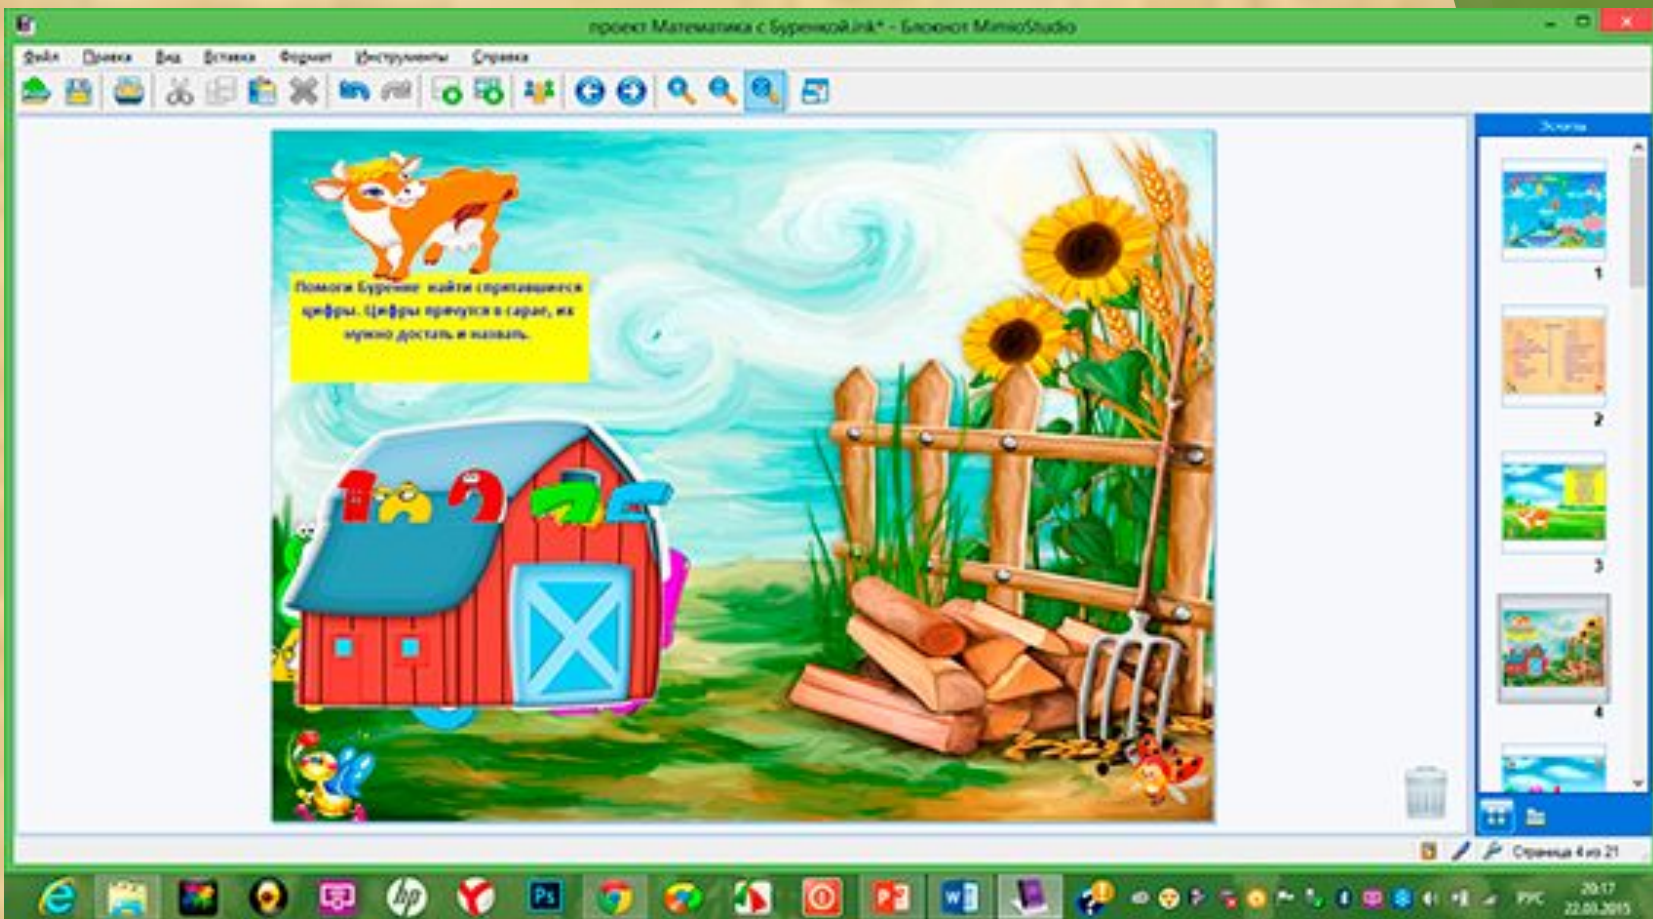 проект Математика с Буренкой.ink* - Блокнот MimioStudio
Файл Правка Вид Вставка Формат Инструменты Справка
Эскизы
Помоги Буренке найти спрятавшиеся
цифры. Цифры прячутся в сарае, их
нужно достать и назвать.
1
2
3
4
Страница 4 из 21
hp
Ps
РУС
20:17
22.03.2015